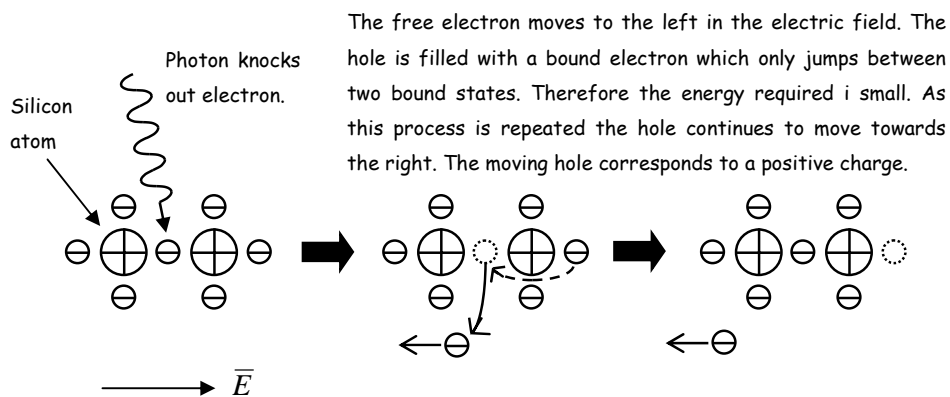 The free electron moves to the left in the electric field. The
hole is filled with a bound electron which only jumps between
two bound states. Therefore the energy required i small. As
this process is repeated the hole continues to move towards
the right. The moving hole corresponds to a positive charge.
Photon knocks
out electron.
Silicon
atom
E̅